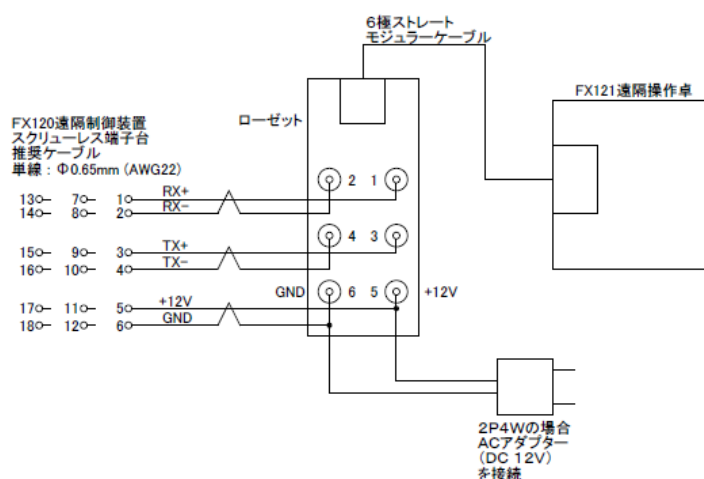 6極ストレート
モジュラーケーブル
FX121遠隔操作卓
FX120遠隔制御装置
スクリューレス端子台
推奨ケーブル
単線:Φ0.65mm (AWG22)
ローゼット
13 7 1 RX+ 2 1
14 8 2 RX-
15 9 3 TX+ 4 3
16 10 4 TX-
GND 6 5 +12V
17 11 5 +12V
18 12 6 GND
2P4Wの場合
ACアダプター
(DC 12V)
を接続